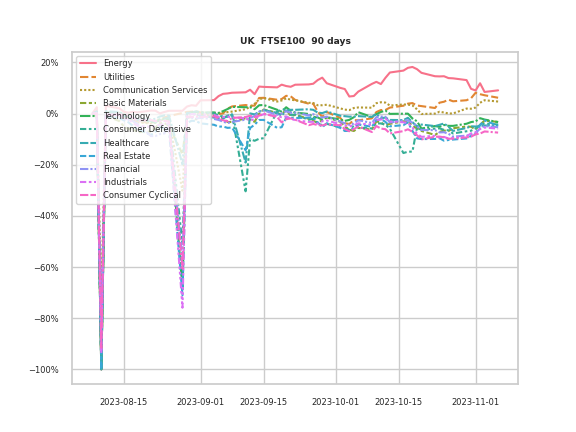 UK  FTSE100  90 days
Energy
Utilities
Communication Services
Basic Materials
Technology
Consumer Defensive
Healthcare
Real Estate
Financial
Industrials
Consumer Cyclical
20%
0%
−20%
−40%
−60%
−80%
−100%
2023-08-15
2023-09-01
2023-09-15
2023-10-01
2023-10-15
2023-11-01